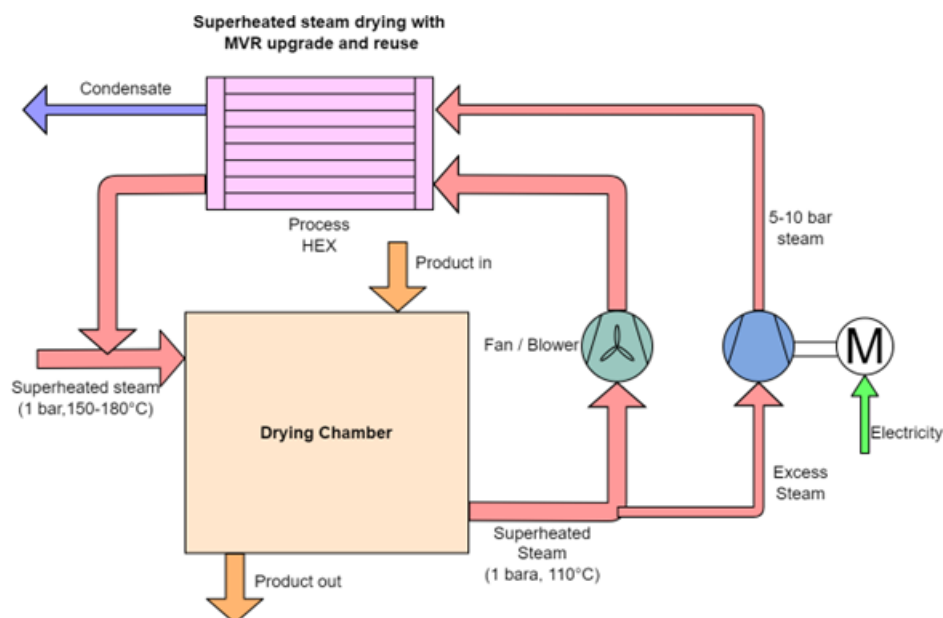 Superheated steam drying with
MVR upgrade and reuse
Condensate
Process
HEX
5-10 bar
steam
Product in
Fan / Blower
M
Superheated steam
(1 bar,150-180°C)
Drying Chamber
Electricity
Excess
Steam
Superheated
Steam
(1 bara, 110°C)
Product out